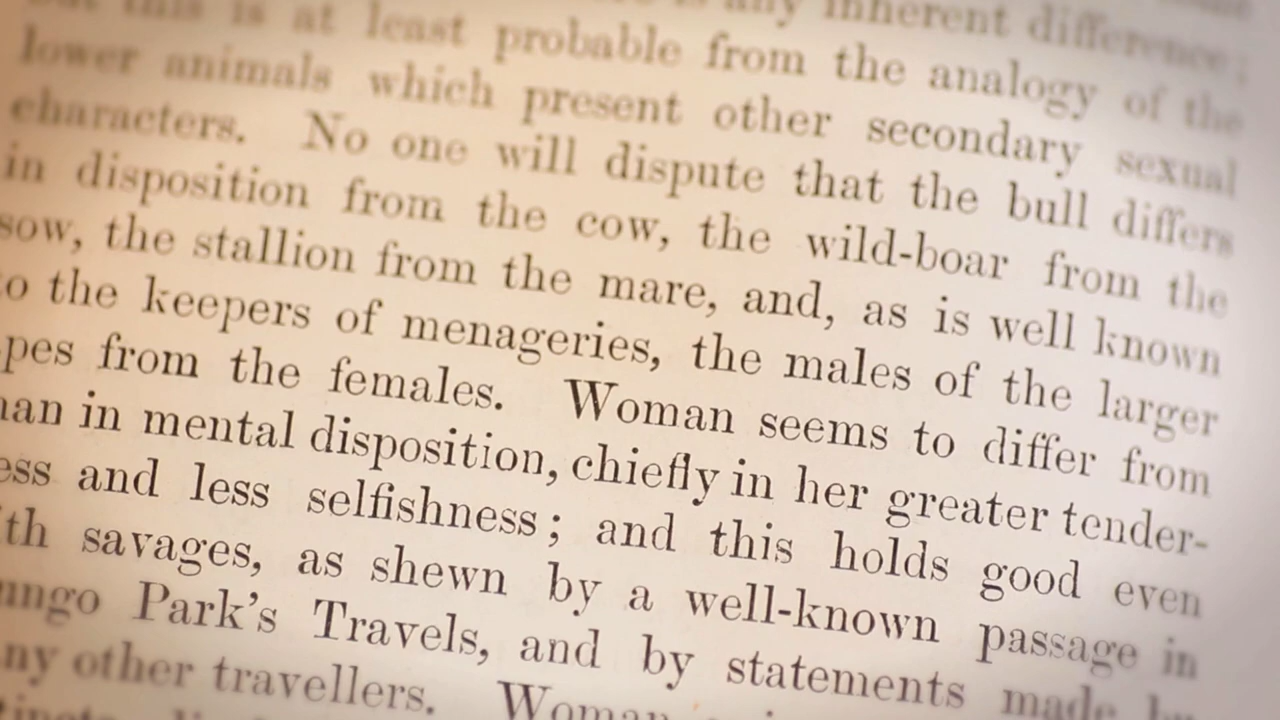 but this is at least probable from the analogy of the
lower animals which present other secondary sexual
characters. No one will dispute that the bull differs
in disposition from the cow, the wild-boar from the
sow, the stallion from the mare, and, as is well known
to the keepers of menageries, the males of the larger
pes from the females. Woman seems to differ from
an in mental disposition, chiefly in her greater tender-
ess and less selfishness; and this holds good even
th savages, as shewn by a well-known passage in
ungo Park's Travels, and by statements made by
ny other travellers. Woman